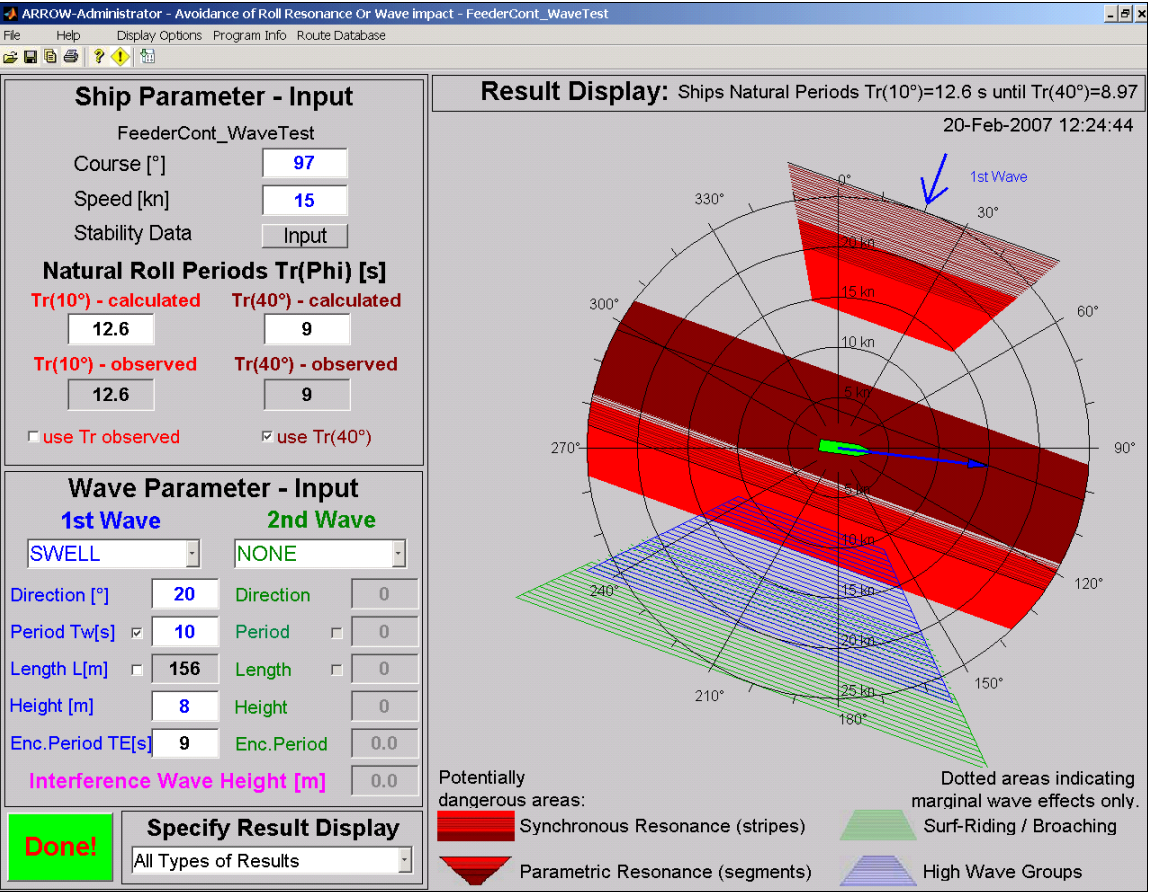 ARROW-Administrator - Avoidance of Roll Resonance Or Wave impact - FeederCont_WaveTest
File Help Display Options Program Info Route Database
Ship Parameter - Input
FeederCont_WaveTest
Course [°] 97
Speed [kn] 15
Stability Data Input
Natural Roll Periods Tr(Phi) [s]
Tr(10°) - calculated Tr(40°) - calculated
12.6 9
Tr(10°) - observed Tr(40°) - observed
12.6 9
use Tr observed use Tr(40°)
Wave Parameter - Input
1st Wave 2nd Wave
SWELL NONE
Direction [°] 20 Direction 0
Period Tw[s] 10 Period 0
Length L[m] 156 Length 0
Height [m] 8 Height 0
Enc.Period TE[s] 9 Enc.Period 0.0
Interference Wave Height [m] 0.0
Done!
Specify Result Display
All Types of Results
Result Display: Ships Natural Periods Tr(10°)=12.6 s until Tr(40°)=8.97
20-Feb-2007 12:24:44
1st Wave
0°
330° 30°
20 kn
15 kn
300° 60°
10 kn
5 kn
270° 90°
5 kn
10 kn
240° 15 kn 120°
20 kn
210° 25 kn 150°
180°
Potentially
dangerous areas:
Dotted areas indicating
marginal wave effects only.
Synchronous Resonance (stripes) Surf-Riding / Broaching
Parametric Resonance (segments) High Wave Groups